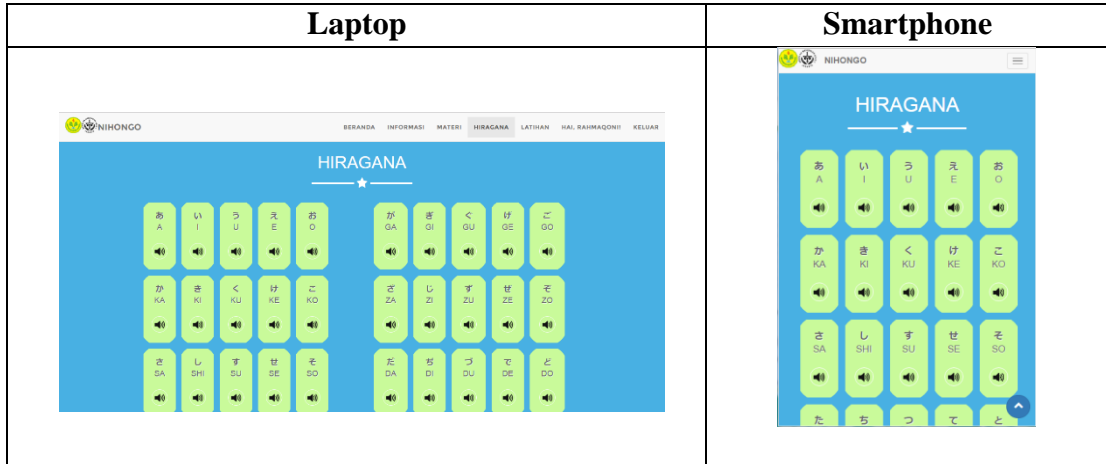 Laptop
Smartphone
NIHONGO
BERANDA INFORMASI MATERI HIRAGANA LATIHAN HAI, RAHMAQONI! KELUAR
HIRAGANA
あ い う え お が ぎ ぐ げ ご
A I U E O GA GI GU GE GO
か き く け こ ざ じ ず ぜ ぞ
KA KI KU KE KO ZA ZI ZU ZE ZO
さ し す せ そ だ ぢ づ で ど
SA SHI SU SE SO DA DI DU DE DO
NIHONGO
HIRAGANA
あ い う え お
A I U E O
か き く け こ
KA KI KU KE KO
さ し す せ そ
SA SHI SU SE SO
た ち つ て と